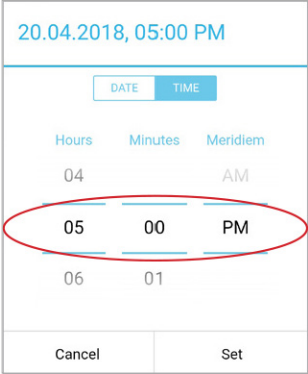 20.04.2018, 05:00 PM
DATE TIME
Hours Minutes Meridiem
04 AM
05 00 PM
06 01
Cancel Set